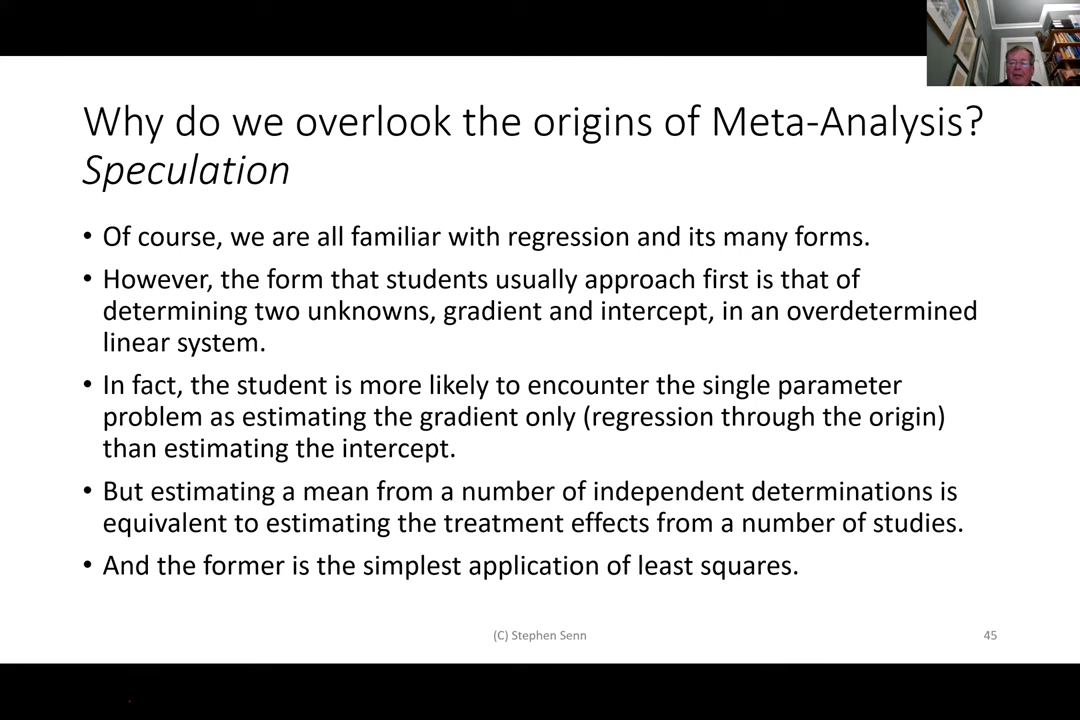 Why do we overlook the origins of Meta-Analysis?
Speculation
• Of course, we are all familiar with regression and its many forms.
• However, the form that students usually approach first is that of
determining two unknowns, gradient and intercept, in an overdetermined
linear system.
• In fact, the student is more likely to encounter the single parameter
problem as estimating the gradient only (regression through the origin)
than estimating the intercept.
• But estimating a mean from a number of independent determinations is
equivalent to estimating the treatment effects from a number of studies.
• And the former is the simplest application of least squares.
(C) Stephen Senn
45